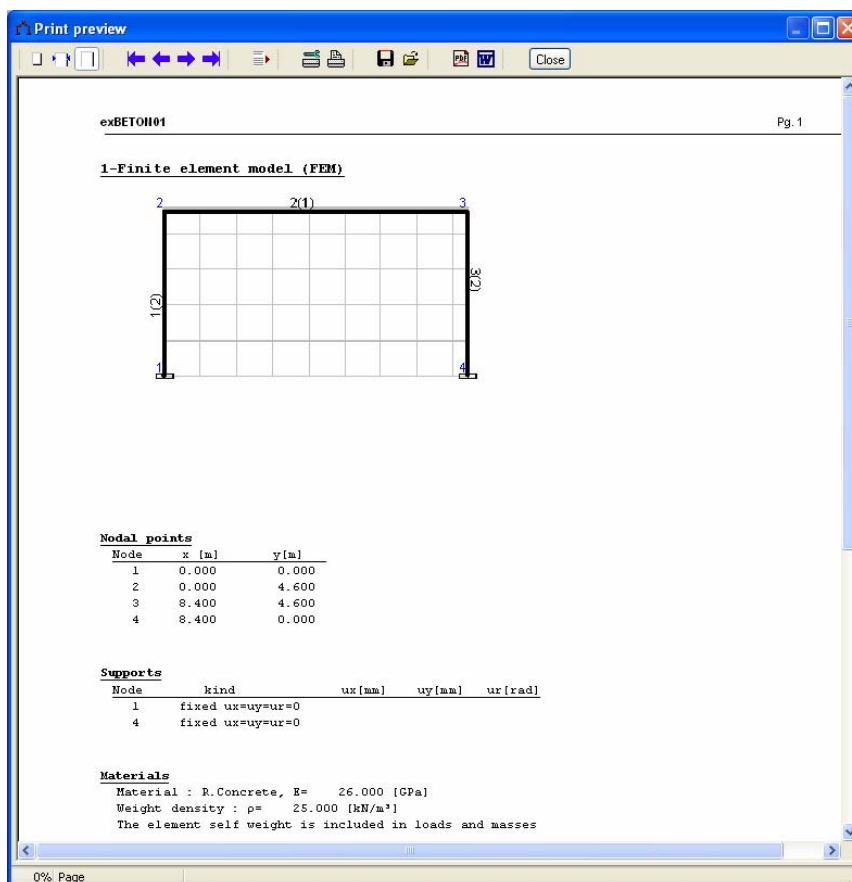 Print preview
Close
exBETON01 Pg. 1
1-Finite element model (FEM)
2 2(1) 3
1(2) 3(2)
1 4
Nodal points
Node x [m] y[m]
1 0.000 0.000
2 0.000 4.600
3 8.400 4.600
4 8.400 0.000
Supports
Node kind ux[mm] uy[mm] ur[rad]
1 fixed ux=uy=ur=0
4 fixed ux=uy=ur=0
Materials
Material : R.Concrete, E= 26.000 [GPa]
Weight density : ρ= 25.000 [kN/m³]
The element self weight is included in loads and masses
0% Page